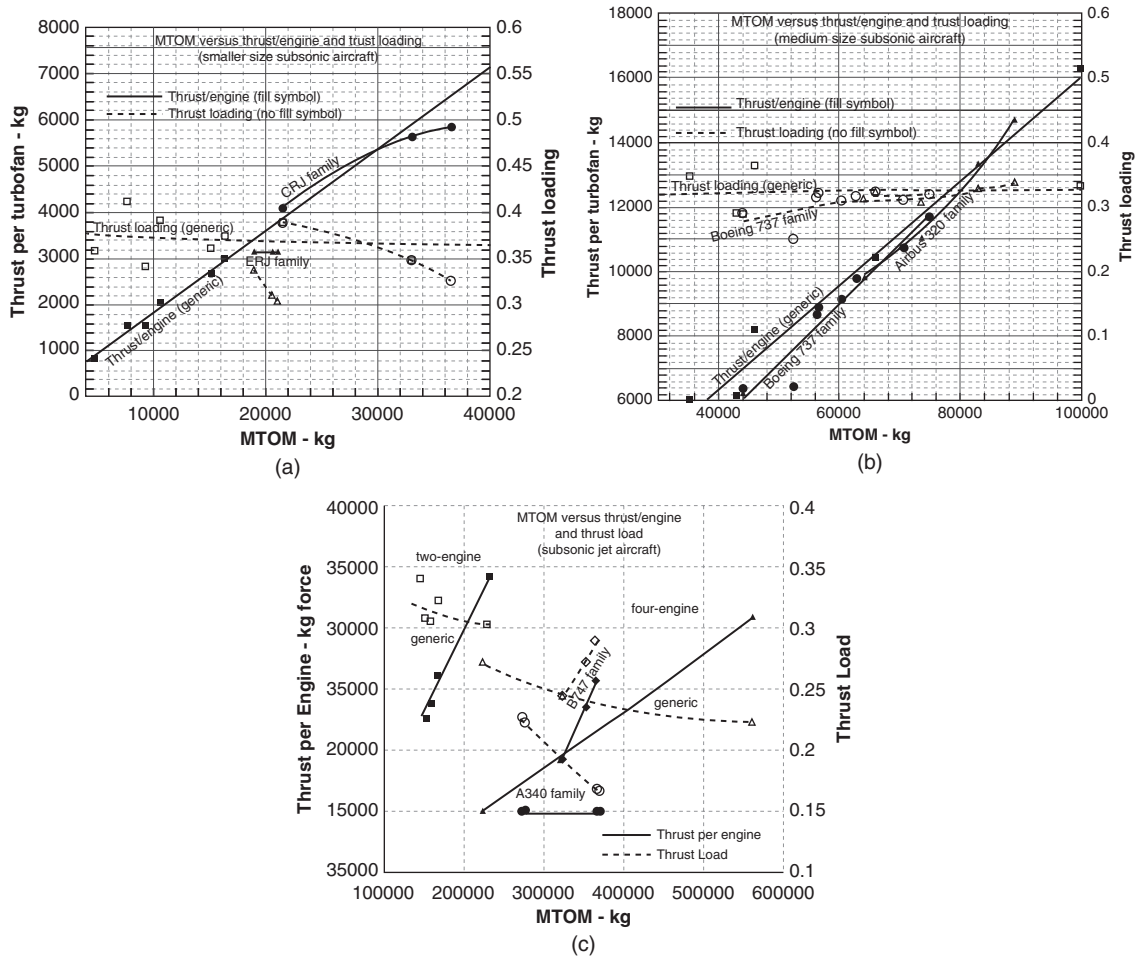 MTOM versus thrust/engine and trust loading
(smaller size subsonic aircraft)
Thrust/engine (fill symbol)
Thrust loading (no fill symbol)
CRJ family
Thrust loading (generic)
ERJ family
Thrust/engine (generic)
Thrust per turbofan - kg
8000
7000
6000
5000
4000
3000
2000
1000
0
0.6
0.55
0.5
0.45
0.4
0.35
0.3
0.25
0.2
Thrust loading
10000 20000 30000 40000
MTOM - kg
(a)
MTOM versus thrust/engine and trust loading
(medium size subsonic aircraft)
Thrust/engine (fill symbol)
Thrust loading (no fill symbol)
Thrust loading (generic)
Boeing 737 family
Airbus 320 family
Thrust/engine (generic)
Boeing 737 family
Thrust per turbofan - kg
18000
16000
14000
12000
10000
8000
6000
0.6
0.5
0.4
0.3
0.2
0.1
0
Thrust loading
40000 60000 80000 100000
MTOM - kg
(b)
MTOM versus thrust/engine
and thrust load
(subsonic jet aircraft)
two-engine
generic
four-engine
B747 family
generic
A340 family
Thrust per engine
Thrust Load
Thrust per Engine - kg force
40000
35000
30000
35000
20000
15000
35000
0.4
0.35
0.3
0.25
0.2
0.15
0.1
Thrust Load
100000 200000 300000 400000 500000 600000
MTOM - kg
(c)